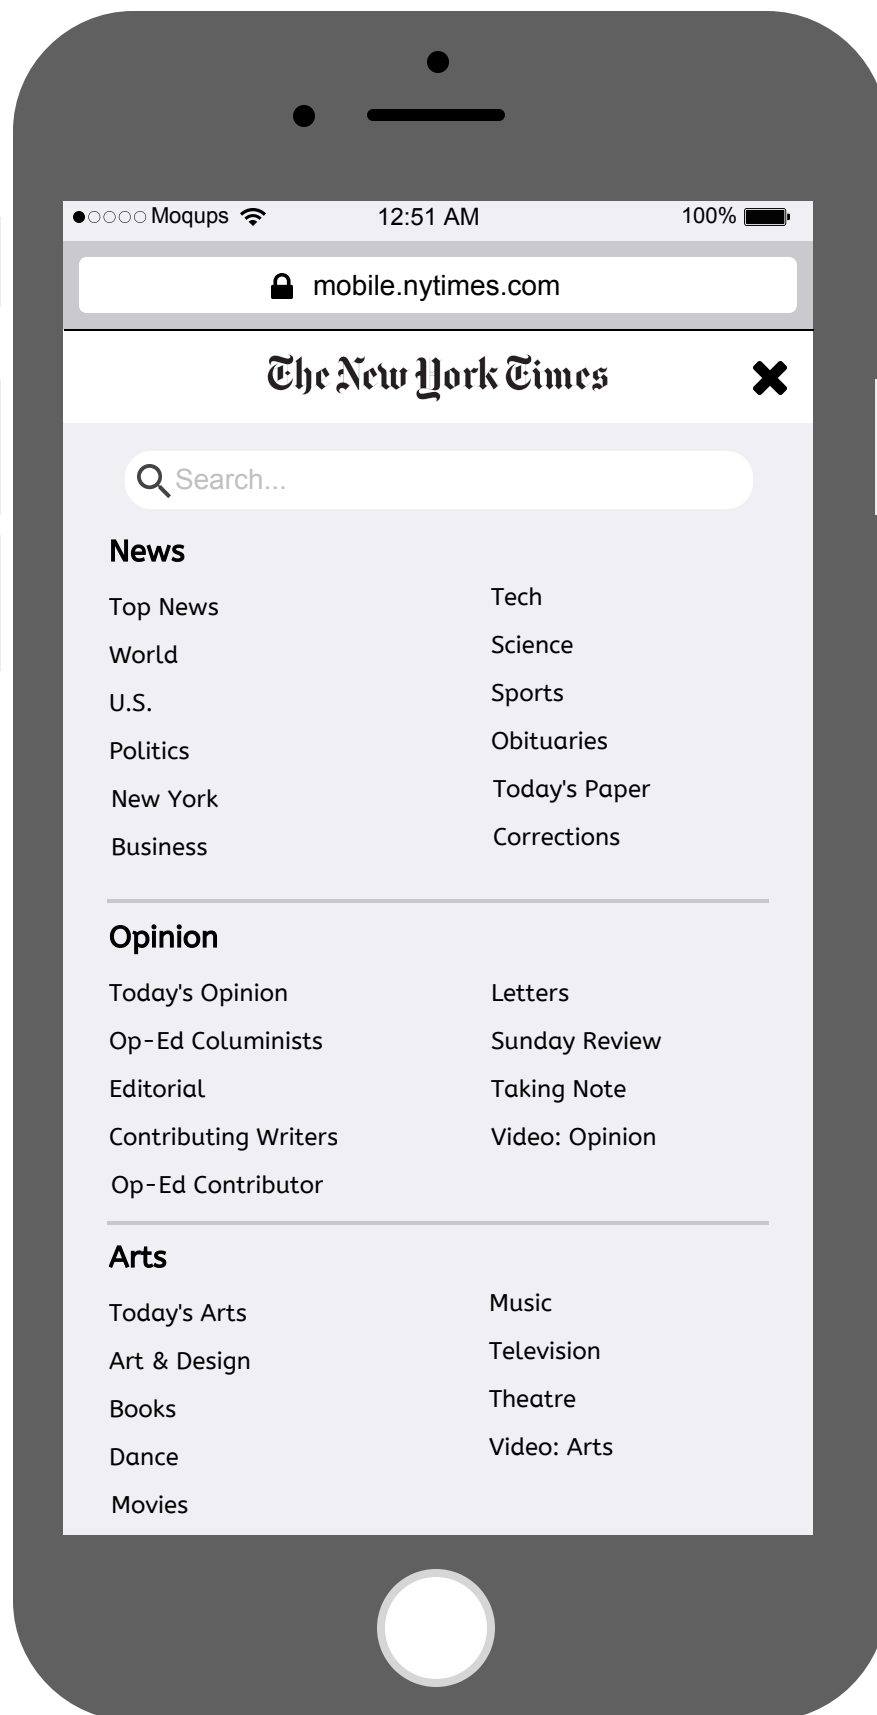 Moqups 12:51 AM 100%
mobile.nytimes.com
The New York Times
Search...
News
Top News
World
U.S.
Politics
New York
Business
Tech
Science
Sports
Obituaries
Today's Paper
Corrections
Opinion
Today's Opinion
Op-Ed Columinists
Editorial
Contributing Writers
Op-Ed Contributor
Letters
Sunday Review
Taking Note
Video: Opinion
Arts
Today's Arts
Art & Design
Books
Dance
Movies
Music
Television
Theatre
Video: Arts